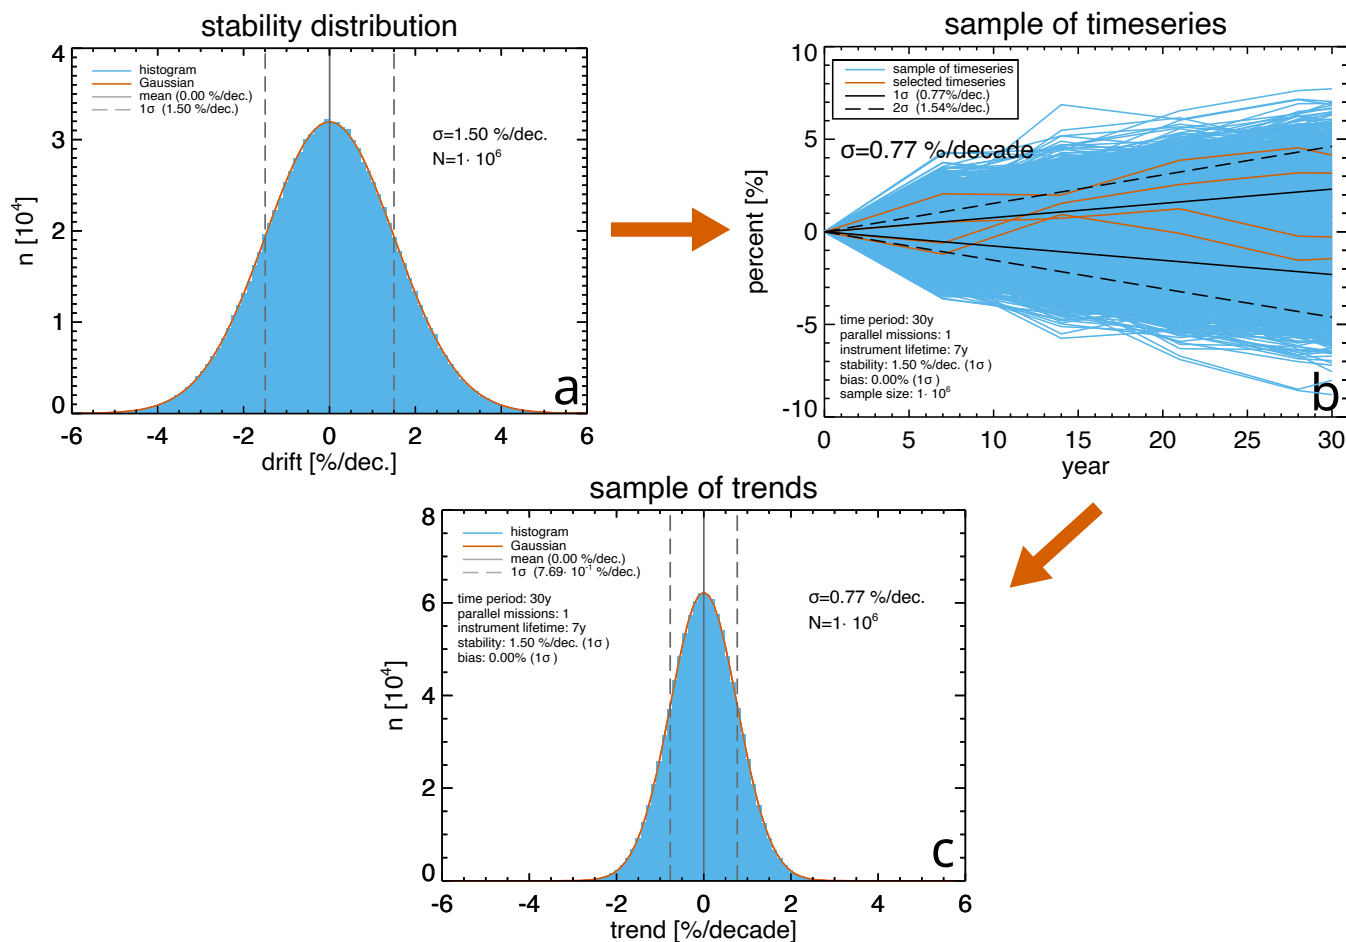 stability distribution
4
3
2
1
0
n [10⁴]
histogram
Gaussian
mean (0.00 %/dec.)
1σ (1.50 %/dec.)
σ=1.50 %/dec.
N=1· 10⁶
a
-6 -4 -2 0 2 4 6
drift [%/dec.]
sample of timeseries
10
5
0
-5
-10
percent [%]
sample of timeseries
selected timeseries
1σ (0.77%/dec.)
2σ (1.54%/dec.)
σ=0.77 %/decade
time period: 30y
parallel missions: 1
instrument lifetime: 7y
stability: 1.50 %/dec. (1σ)
bias: 0.00% (1σ)
sample size: 1· 10⁶
b
0 5 10 15 20 25 30
year
sample of trends
8
6
4
2
0
n [10⁴]
histogram
Gaussian
mean (0.00 %/dec.)
1σ (7.69· 10⁻¹ %/dec.)
time period: 30y
parallel missions: 1
instrument lifetime: 7y
stability: 1.50 %/dec. (1σ)
bias: 0.00% (1σ)
σ=0.77 %/dec.
N=1· 10⁶
c
-6 -4 -2 0 2 4 6
trend [%/decade]